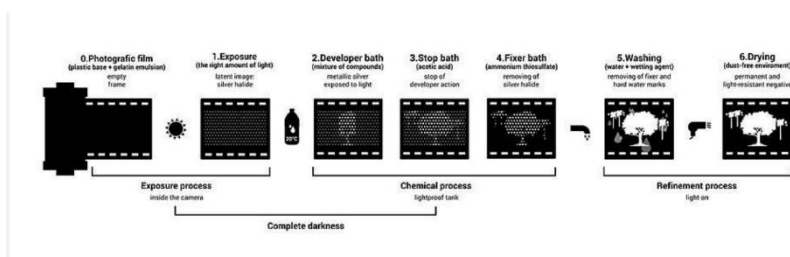 0.Photografic film
(plastic base + gelatin emulsion)
empty
frame
1.Exposure
(the right amount of light)
latent image:
silver halide
20°C
2.Developer bath
(mixture of compounds)
metallic silver
exposed to light
3.Stop bath
(acetic acid)
stop of
developer action
4.Fixer bath
(ammonium thiosulfate)
removing of
silver halide
5.Washing
(water + wetting agent)
removing of fixer and
hard water marks
6.Drying
(dust-free enviroment)
permanent and
light-resistant negative
Exposure process
inside the camera
Chemical process
lightproof tank
Refinement process
light on
Complete darkness